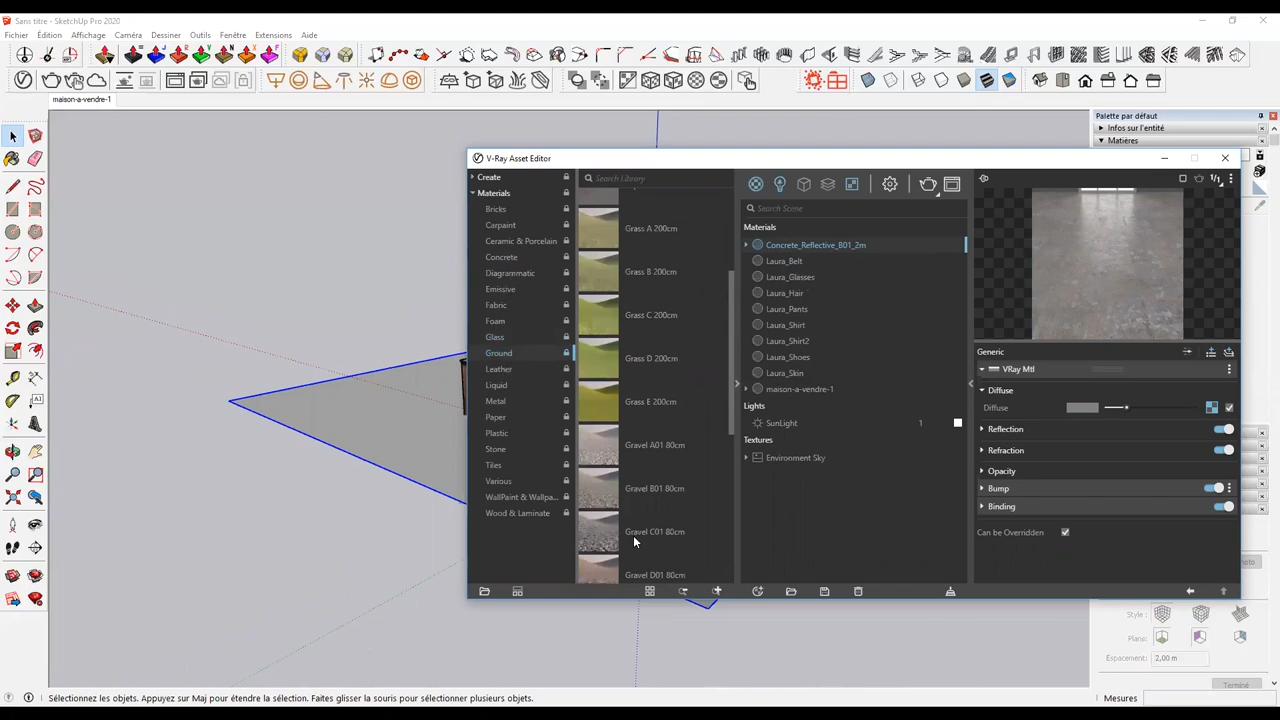 Sans titre - SketchUp Pro 2020
Fichier Édition Affichage Caméra Dessiner Outils Fenêtre Extensions Aide
maison-a-vendre-1
Palette par défaut
Infos sur l'entité
Matières
V-Ray Asset Editor
Create
Materials
Bricks
Carpaint
Ceramic & Porcelain
Concrete
Diagrammatic
Emissive
Fabric
Foam
Glass
Ground
Leather
Liquid
Metal
Paper
Plastic
Stone
Tiles
Various
WallPaint & Wallpa...
Wood & Laminate
Search Library
Grass A 200cm
Grass B 200cm
Grass C 200cm
Grass D 200cm
Grass E 200cm
Gravel A01 80cm
Gravel B01 80cm
Gravel C01 80cm
Gravel D01 80cm
Search Scene
Materials
Concrete_Reflective_B01_2m
Laura_Belt
Laura_Glasses
Laura_Hair
Laura_Pants
Laura_Shirt
Laura_Shirt2
Laura_Shoes
Laura_Skin
maison-a-vendre-1
Lights
SunLight 1
Textures
Environment Sky
1/1
Generic
VRay Mtl
Diffuse
Diffuse
Reflection
Refraction
Opacity
Bump
Binding
Can be Overridden
Style :
Plans:
Espacement: 2,00 m
Terminé
Sélectionnez les objets. Appuyez sur Maj pour étendre la sélection. Faites glisser la souris pour sélectionner plusieurs objets.
Mesures